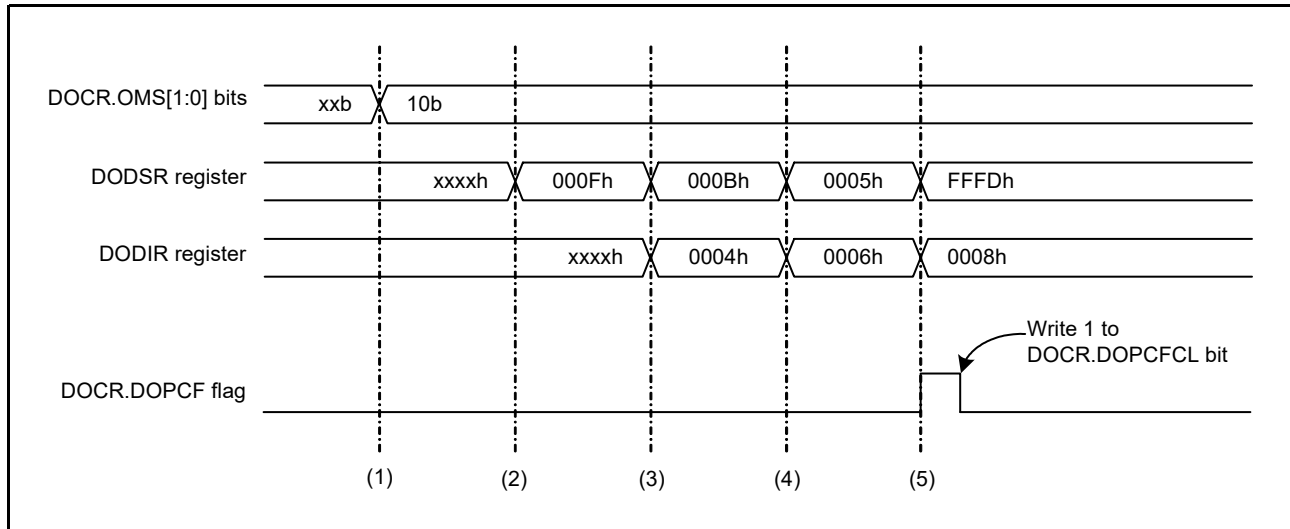 DOCR.OMS[1:0] bits xxb 10b
DODSR register xxxxh 000Fh 000Bh 0005h FFFDh
DODIR register xxxxh 0004h 0006h 0008h
Write 1 to
DOCR.DOPCFCL bit
DOCR.DOPCF flag
(1) (2) (3) (4) (5)